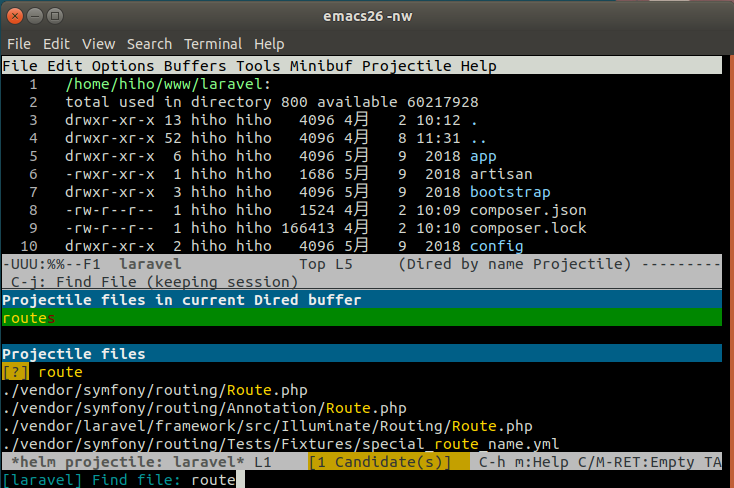 emacs26 -nw
File Edit View Search Terminal Help
File Edit Options Buffers Tools Minibuf Projectile Help
1 /home/hiho/www/laravel:
2 total used in directory 800 available 60217928
3 drwxr-xr-x 13 hiho hiho 4096 4月 2 10:12 .
4 drwxr-xr-x 52 hiho hiho 4096 4月 8 11:31 ..
5 drwxr-xr-x 6 hiho hiho 4096 5月 9 2018 app
6 -rwxr-xr-x 1 hiho hiho 1686 5月 9 2018 artisan
7 drwxr-xr-x 3 hiho hiho 4096 5月 9 2018 bootstrap
8 -rw-r--r-- 1 hiho hiho 1524 4月 2 10:09 composer.json
9 -rw-r--r-- 1 hiho hiho 166413 4月 2 10:10 composer.lock
10 drwxr-xr-x 2 hiho hiho 4096 5月 9 2018 config
-UUU:%%--F1 laravel Top L5 (Dired by name Projectile) ---------
C-j: Find File (keeping session)
Projectile files in current Dired buffer
routes
Projectile files
[?] route
./vendor/symfony/routing/Route.php
./vendor/symfony/routing/Annotation/Route.php
./vendor/laravel/framework/src/Illuminate/Routing/Route.php
./vendor/symfony/routing/Tests/Fixtures/special_route_name.yml
*helm projectile: laravel* L1 [1 Candidate(s)] C-h m:Help C/M-RET:Empty TA
[laravel] Find file: route